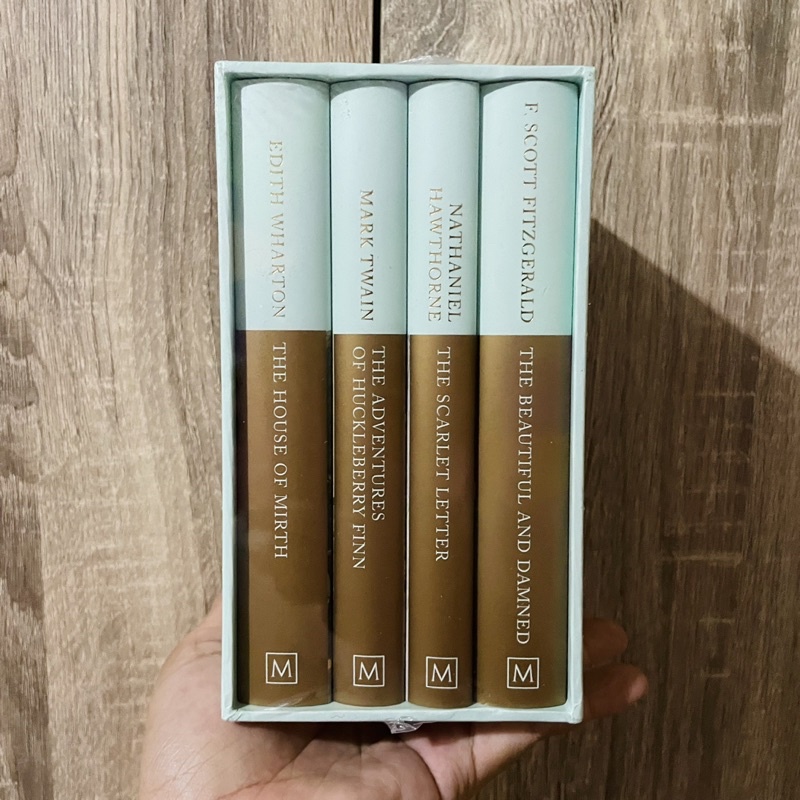 EDITH WHARTON
THE HOUSE OF MIRTH
M
MARK TWAIN
THE ADVENTURES
OF HUCKLEBERRY FINN
M
NATHANIEL
HAWTHORNE
THE SCARLET LETTER
M
F. SCOTT FITZGERALD
THE BEAUTIFUL AND DAMNED
M